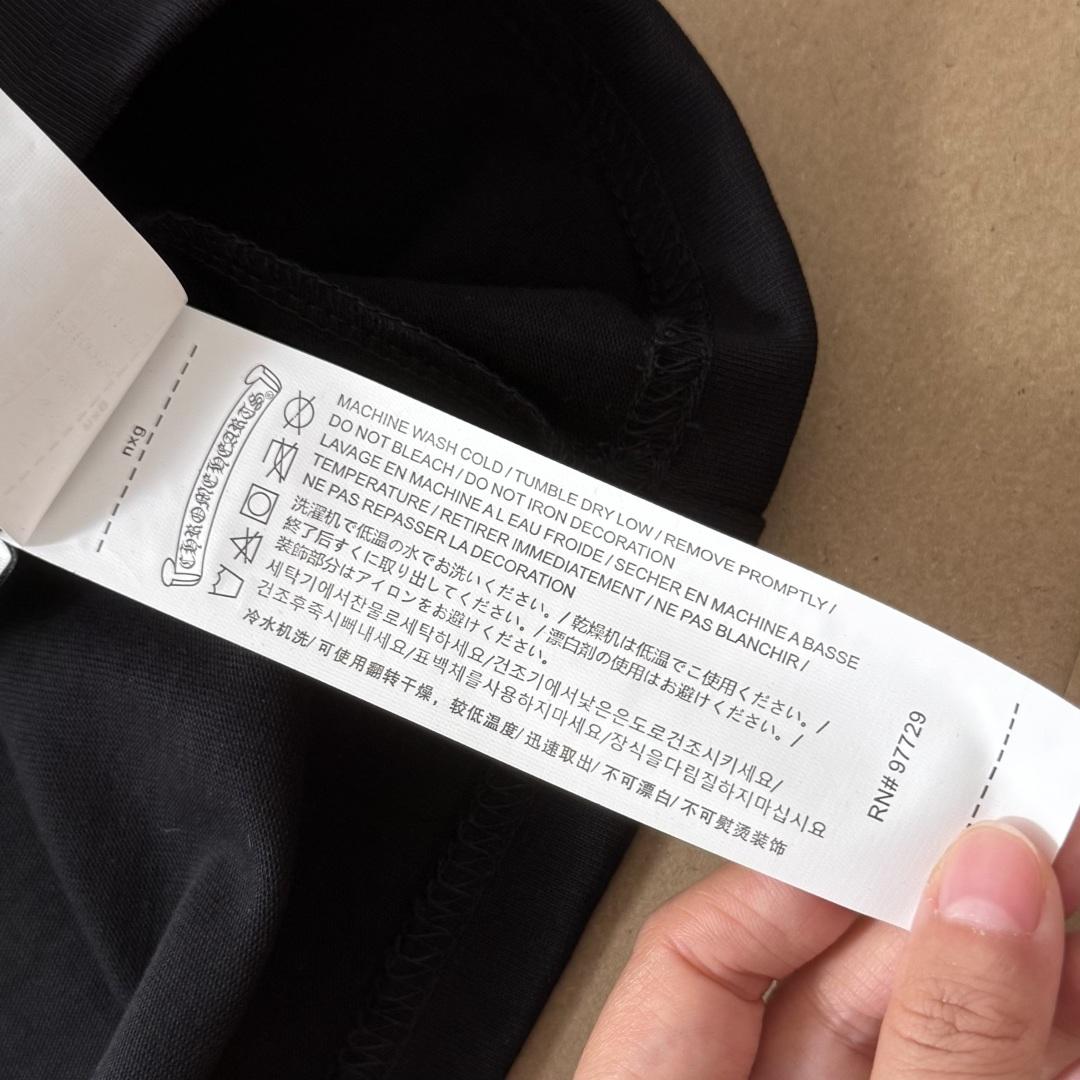 nxg
CHROME HEARTS®
MACHINE WASH COLD / TUMBLE DRY LOW / REMOVE PROMPTLY /
DO NOT BLEACH / DO NOT IRON DECORATION
LAVAGE EN MACHINE A L EAU FROIDE / SECHER EN MACHINE A BASSE
TEMPERATURE / RETIRER IMMEDIATEMENT / NE PAS BLANCHIR /
NE PAS REPASSER LA DECORATION
洗濯机で低温の水でお洗いください。/ 乾燥机は低温でご使用ください。/
終了后すぐに取り出してください。/ 漂白剤の使用はお避けください。/
装飾部分はアイロンをお避けください。
세탁기에서찬물로세탁하세요/건조기에서낮은은도로건조시키세요/
건조후즉시빼내세요/표백체를사용하지마세요/장식을다림질하지마십시요
冷水机洗/ 可使用翻转干燥，较低温度/ 迅速取出/ 不可漂白/ 不可熨烫装饰
RN# 97729